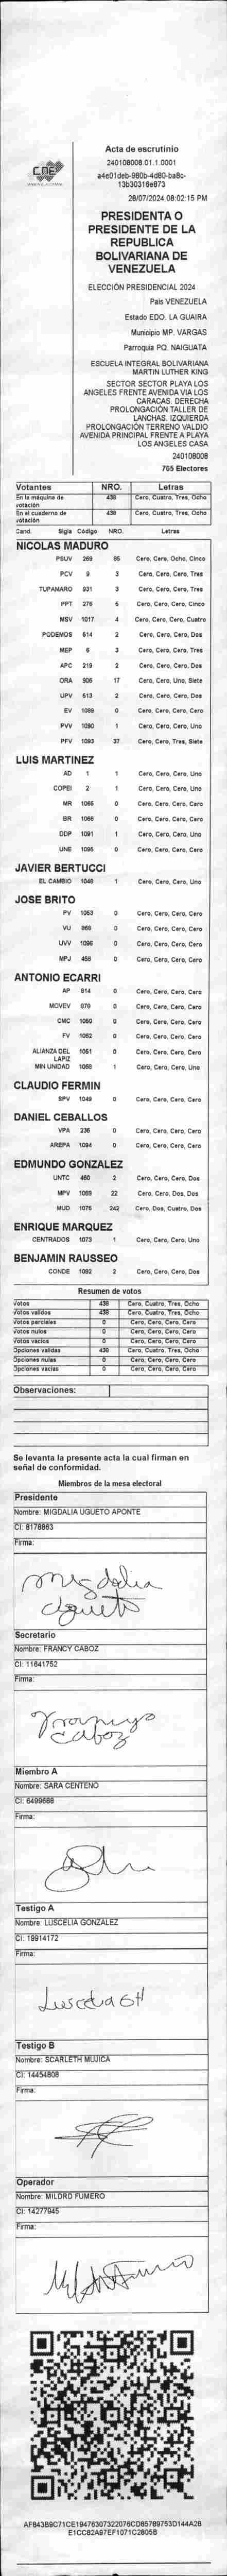 CNE
Acta de escrutinio
240108008.01.1.0001
a4e01deb-980b-4d80-ba8c-
13b30316e873
28/07/2024 08:02:15 PM
PRESIDENTA O
PRESIDENTE DE LA
REPUBLICA
BOLIVARIANA DE
VENEZUELA
ELECCIÓN PRESIDENCIAL 2024
País VENEZUELA
Estado EDO. LA GUAIRA
Municipio MP. VARGAS
Parroquia PQ. NAIGUATA
ESCUELA INTEGRAL BOLIVARIANA
MARTIN LUTHER KING
SECTOR SECTOR PLAYA LOS
ANGELES FRENTE AVENIDA VIA LOS
CARACAS. DERECHA
PROLONGACIÓN TALLER DE
LANCHAS. IZQUIERDA
PROLONGACIÓN TERRENO VALDIO
AVENIDA PRINCIPAL FRENTE A PLAYA
LOS ANGELES CASA
240108008
765 Electores
Votantes NRO. Letras
En la máquina de votación 438 Cero, Cuatro, Tres, Ocho
En el cuaderno de votación 438 Cero, Cuatro, Tres, Ocho
Cand. Sigla Código NRO. Letras
NICOLAS MADURO
PSUV 269 85 Cero, Cero, Ocho, Cinco
PCV 9 3 Cero, Cero, Cero, Tres
TUPAMARO 931 3 Cero, Cero, Cero, Tres
PPT 276 5 Cero, Cero, Cero, Cinco
MSV 1017 4 Cero, Cero, Cero, Cuatro
PODEMOS 514 2 Cero, Cero, Cero, Dos
MEP 6 3 Cero, Cero, Cero, Tres
APC 219 2 Cero, Cero, Cero, Dos
ORA 906 17 Cero, Cero, Uno, Siete
UPV 513 2 Cero, Cero, Cero, Dos
EV 1089 0 Cero, Cero, Cero, Cero
PVV 1090 1 Cero, Cero, Cero, Uno
PFV 1093 37 Cero, Cero, Tres, Siete
LUIS MARTINEZ
AD 1 1 Cero, Cero, Cero, Uno
COPEI 2 1 Cero, Cero, Cero, Uno
MR 1065 0 Cero, Cero, Cero, Cero
BR 1066 0 Cero, Cero, Cero, Cero
DDP 1091 1 Cero, Cero, Cero, Uno
UNE 1095 0 Cero, Cero, Cero, Cero
JAVIER BERTUCCI
EL CAMBIO 1040 1 Cero, Cero, Cero, Uno
JOSE BRITO
PV 1053 0 Cero, Cero, Cero, Cero
VU 868 0 Cero, Cero, Cero, Cero
UVV 1096 0 Cero, Cero, Cero, Cero
MPJ 458 0 Cero, Cero, Cero, Cero
ANTONIO ECARRI
AP 814 0 Cero, Cero, Cero, Cero
MOVEV 878 0 Cero, Cero, Cero, Cero
CMC 1050 0 Cero, Cero, Cero, Cero
FV 1052 0 Cero, Cero, Cero, Cero
ALIANZA DEL LAPIZ 1051 0 Cero, Cero, Cero, Cero
MIN UNIDAD 1068 1 Cero, Cero, Cero, Uno
CLAUDIO FERMIN
SPV 1049 0 Cero, Cero, Cero, Cero
DANIEL CEBALLOS
VPA 236 0 Cero, Cero, Cero, Cero
AREPA 1094 0 Cero, Cero, Cero, Cero
EDMUNDO GONZALEZ
UNTC 460 2 Cero, Cero, Cero, Dos
MPV 1069 22 Cero, Cero, Dos, Dos
MUD 1076 242 Cero, Dos, Cuatro, Dos
ENRIQUE MARQUEZ
CENTRADOS 1073 1 Cero, Cero, Cero, Uno
BENJAMIN RAUSSEO
CONDE 1092 2 Cero, Cero, Cero, Dos
Resumen de votos
Votos 438 Cero, Cuatro, Tres, Ocho
Votos validos 438 Cero, Cuatro, Tres, Ocho
Votos parciales 0 Cero, Cero, Cero, Cero
Votos nulos 0 Cero, Cero, Cero, Cero
Votos vacios 0 Cero, Cero, Cero, Cero
Opciones validas 438 Cero, Cuatro, Tres, Ocho
Opciones nulas 0 Cero, Cero, Cero, Cero
Opciones vacias 0 Cero, Cero, Cero, Cero
Observaciones:
Se levanta la presente acta la cual firman en
señal de conformidad.
Miembros de la mesa electoral
Presidente
Nombre: MIGDALIA UGUETO APONTE
CI: 8178863
Firma:
Migdalia
Ugueto
Secretario
Nombre: FRANCY CABOZ
CI: 11641752
Firma:
Caboz
Miembro A
Nombre: SARA CENTENO
CI: 6499688
Firma:
Testigo A
Nombre: LUSCELIA GONZALEZ
CI: 19914172
Firma:
Luscelia GH
Testigo B
Nombre: SCARLETH MUJICA
CI: 14454808
Firma:
Operador
Nombre: MILDRD FUMERO
CI: 14277945
Firma:
AF843B9C71CE19476307322076CD85789753D144A28
E1CC82A97EF1071C2805B